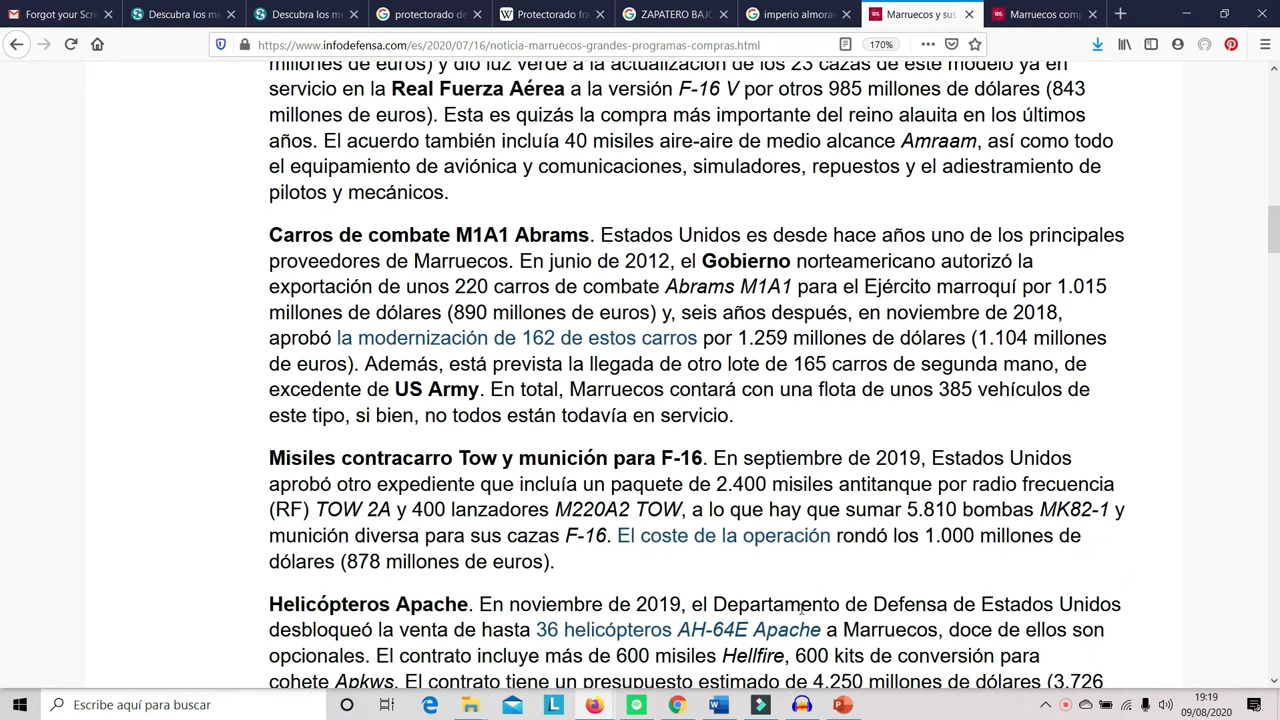 Forgot your Scr
Descubtlos me
Descubra los me
protectorado de
Protectorado fra
ZAPATERO BAJO
imperio almorav
Marruecos y sus
Marruecos comp
https://www.infodefensa.com/es/2020/07/16/noticia-marruecos-grandes-programas-compras.html
170%
millones de euros) y dio luz verde a la actualización de los 23 cazas de este modelo ya en
servicio en la Real Fuerza Aérea a la versión F-16 V por otros 985 millones de dólares (843
millones de euros). Esta es quizás la compra más importante del reino alauita en los últimos
años. El acuerdo también incluía 40 misiles aire-aire de medio alcance Amraam, así como todo
el equipamiento de aviónica y comunicaciones, simuladores, repuestos y el adiestramiento de
pilotos y mecánicos.
Carros de combate M1A1 Abrams. Estados Unidos es desde hace años uno de los principales
proveedores de Marruecos. En junio de 2012, el Gobierno norteamericano autorizó la
exportación de unos 220 carros de combate Abrams M1A1 para el Ejército marroquí por 1.015
millones de dólares (890 millones de euros) y, seis años después, en noviembre de 2018,
aprobó la modernización de 162 de estos carros por 1.259 millones de dólares (1.104 millones
de euros). Además, está prevista la llegada de otro lote de 165 carros de segunda mano, de
excedente de US Army. En total, Marruecos contará con una flota de unos 385 vehículos de
este tipo, si bien, no todos están todavía en servicio.
Misiles contracarro Tow y munición para F-16. En septiembre de 2019, Estados Unidos
aprobó otro expediente que incluía un paquete de 2.400 misiles antitanque por radio frecuencia
(RF) TOW 2A y 400 lanzadores M220A2 TOW, a lo que hay que sumar 5.810 bombas MK82-1 y
munición diversa para sus cazas F-16. El coste de la operación rondó los 1.000 millones de
dólares (878 millones de euros).
Helicópteros Apache. En noviembre de 2019, el Departamento de Defensa de Estados Unidos
desbloqueó la venta de hasta 36 helicópteros AH-64E Apache a Marruecos, doce de ellos son
opcionales. El contrato incluye más de 600 misiles Hellfire, 600 kits de conversión para
cohete Apkws. El contrato tiene un presupuesto estimado de 4.250 millones de dólares (3.726
Escribe aquí para buscar
19:19
09/08/2020